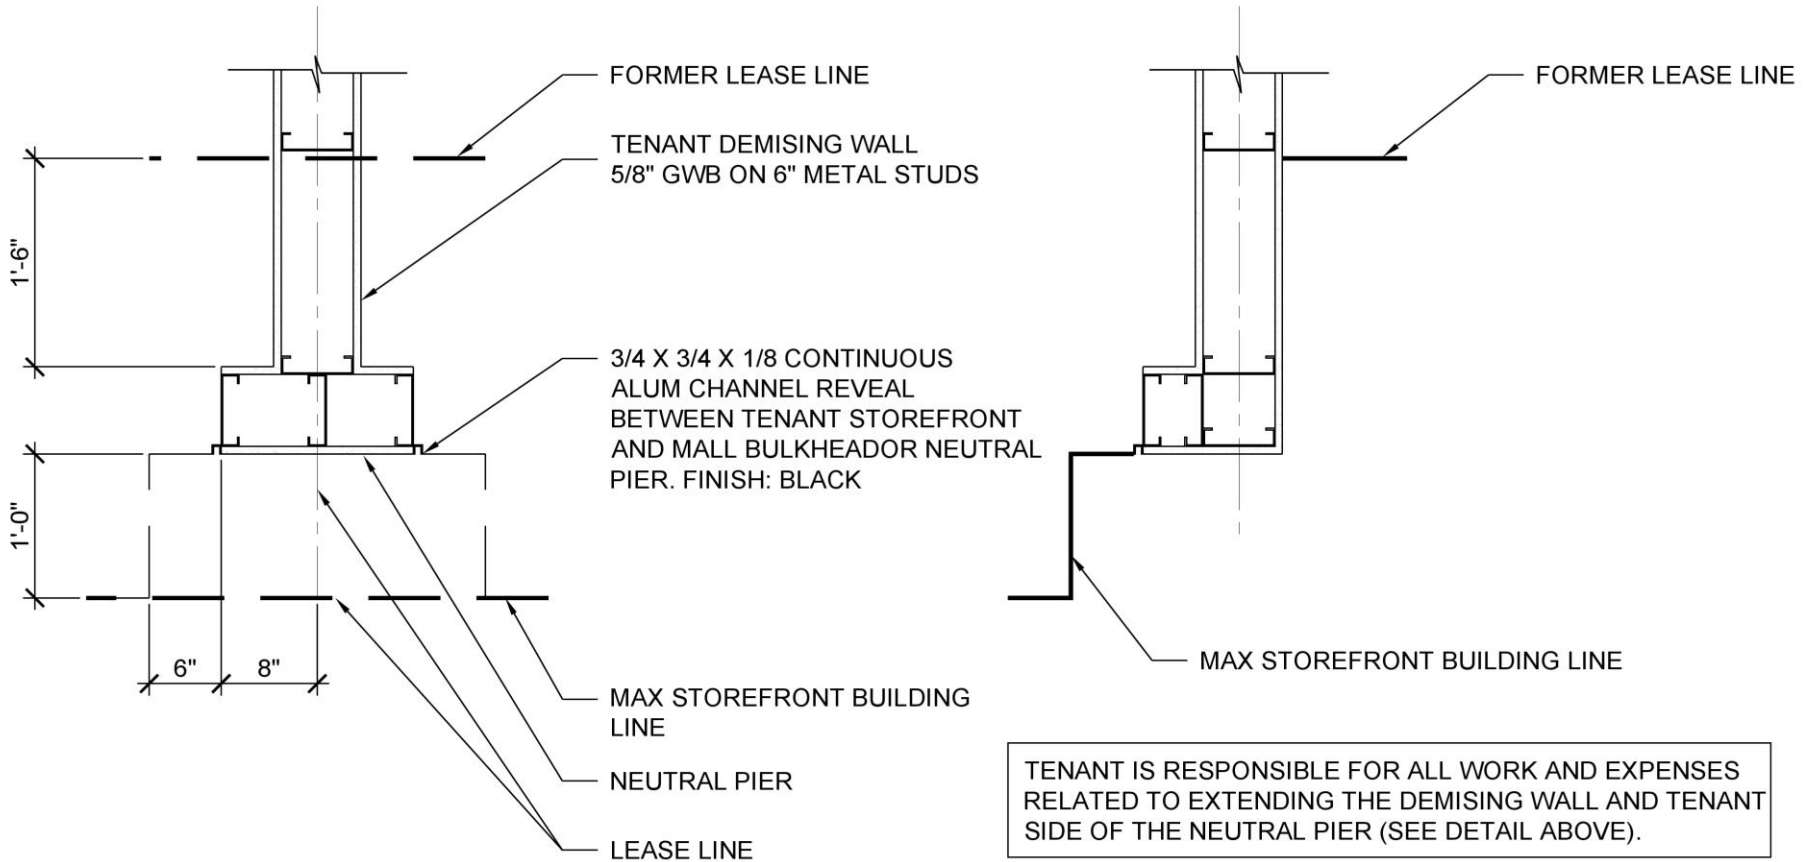 FORMER LEASE LINE
TENANT DEMISING WALL
5/8" GWB ON 6" METAL STUDS
1'-6"
3/4 X 3/4 X 1/8 CONTINUOUS
ALUM CHANNEL REVEAL
BETWEEN TENANT STOREFRONT
AND MALL BULKHEADOR NEUTRAL
PIER. FINISH: BLACK
1'-0"
6"
8"
MAX STOREFRONT BUILDING
LINE
NEUTRAL PIER
LEASE LINE
FORMER LEASE LINE
MAX STOREFRONT BUILDING LINE
TENANT IS RESPONSIBLE FOR ALL WORK AND EXPENSES
RELATED TO EXTENDING THE DEMISING WALL AND TENANT
SIDE OF THE NEUTRAL PIER (SEE DETAIL ABOVE).